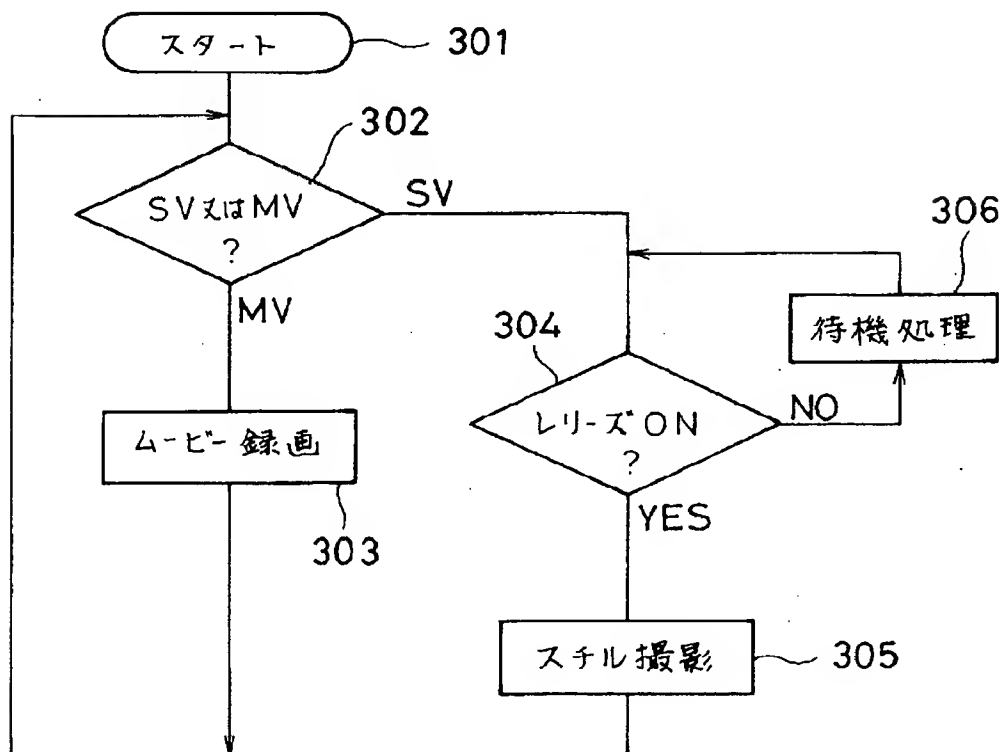 スタート
301
302
SV又はMV
?
SV
MV
306
待機処理
304
レリーズON
?
NO
YES
ムービー録画
303
スチル撮影
305